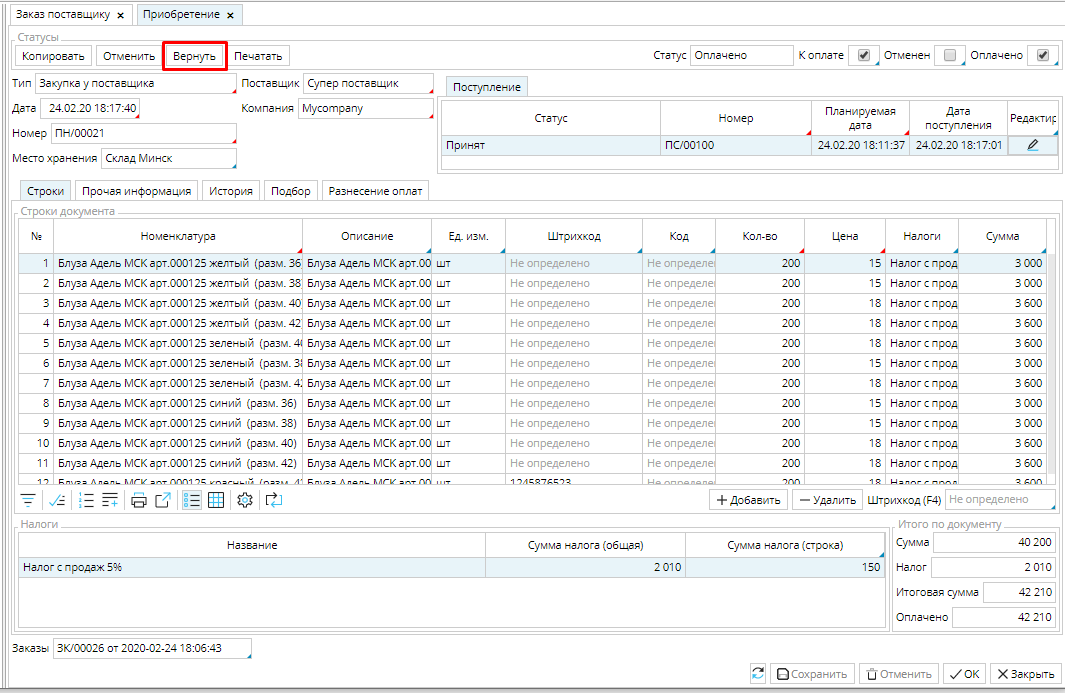 Заказ поставщику × Приобретение ×
Статусы
Копировать Отменить Вернуть Печатать Статус Оплачено К оплате Отменен Оплачено
Тип Закупка у поставщика Поставщик Супер поставщик
Дата 24.02.20 18:17:40 Компания Mycompany
Номер ПН/00021
Место хранения Склад Минск
Поступление
Статус Номер Планируемая дата Дата поступления Редактир
Принят ПС/00100 24.02.20 18:11:37 24.02.20 18:17:01
Строки Прочая информация История Подбор Разнесение оплат
Строки документа
№ Номенклатура Описание Ед. изм. Штрихкод Код Кол-во Цена Налоги Сумма
1 Блуза Адель МСК арт.000125 желтый (разм. 36 Блуза Адель МСК арт.00 шт Не определено Не определе 200 15 Налог с прод 3 000
2 Блуза Адель МСК арт.000125 желтый (разм. 38 Блуза Адель МСК арт.00 шт Не определено Не определе 200 15 Налог с прод 3 000
3 Блуза Адель МСК арт.000125 желтый (разм. 40 Блуза Адель МСК арт.00 шт Не определено Не определе 200 18 Налог с прод 3 600
4 Блуза Адель МСК арт.000125 желтый (разм. 42 Блуза Адель МСК арт.00 шт Не определено Не определе 200 18 Налог с прод 3 600
5 Блуза Адель МСК арт.000125 зеленый (разм. 40 Блуза Адель МСК арт.00 шт Не определено Не определе 200 18 Налог с прод 3 600
6 Блуза Адель МСК арт.000125 зеленый (разм. 38 Блуза Адель МСК арт.00 шт Не определено Не определе 200 15 Налог с прод 3 000
7 Блуза Адель МСК арт.000125 зеленый (разм. 42 Блуза Адель МСК арт.00 шт Не определено Не определе 200 18 Налог с прод 3 600
8 Блуза Адель МСК арт.000125 синий (разм. 36) Блуза Адель МСК арт.00 шт Не определено Не определе 200 15 Налог с прод 3 000
9 Блуза Адель МСК арт.000125 синий (разм. 38) Блуза Адель МСК арт.00 шт Не определено Не определе 200 15 Налог с прод 3 000
10 Блуза Адель МСК арт.000125 синий (разм. 40) Блуза Адель МСК арт.00 шт Не определено Не определе 200 18 Налог с прод 3 600
11 Блуза Адель МСК арт.000125 синий (разм. 42) Блуза Адель МСК арт.00 шт Не определено Не определе 200 18 Налог с прод 3 600
12 Блуза Адель МСК арт.000125 красный (разм. Блуза Адель МСК арт.00 шт 1245876523 200 18 Налог с прод 3 600
Добавить Удалить Штрихкод (F4) Не определено
Налоги
Название Сумма налога (общая) Сумма налога (строка)
Налог с продаж 5% 2 010 150
Итого по документу
Сумма 40 200
Налог 2 010
Итоговая сумма 42 210
Оплачено 42 210
Заказы ЗК/00026 от 2020-02-24 18:06:43
Сохранить Отменить OK Закрыть